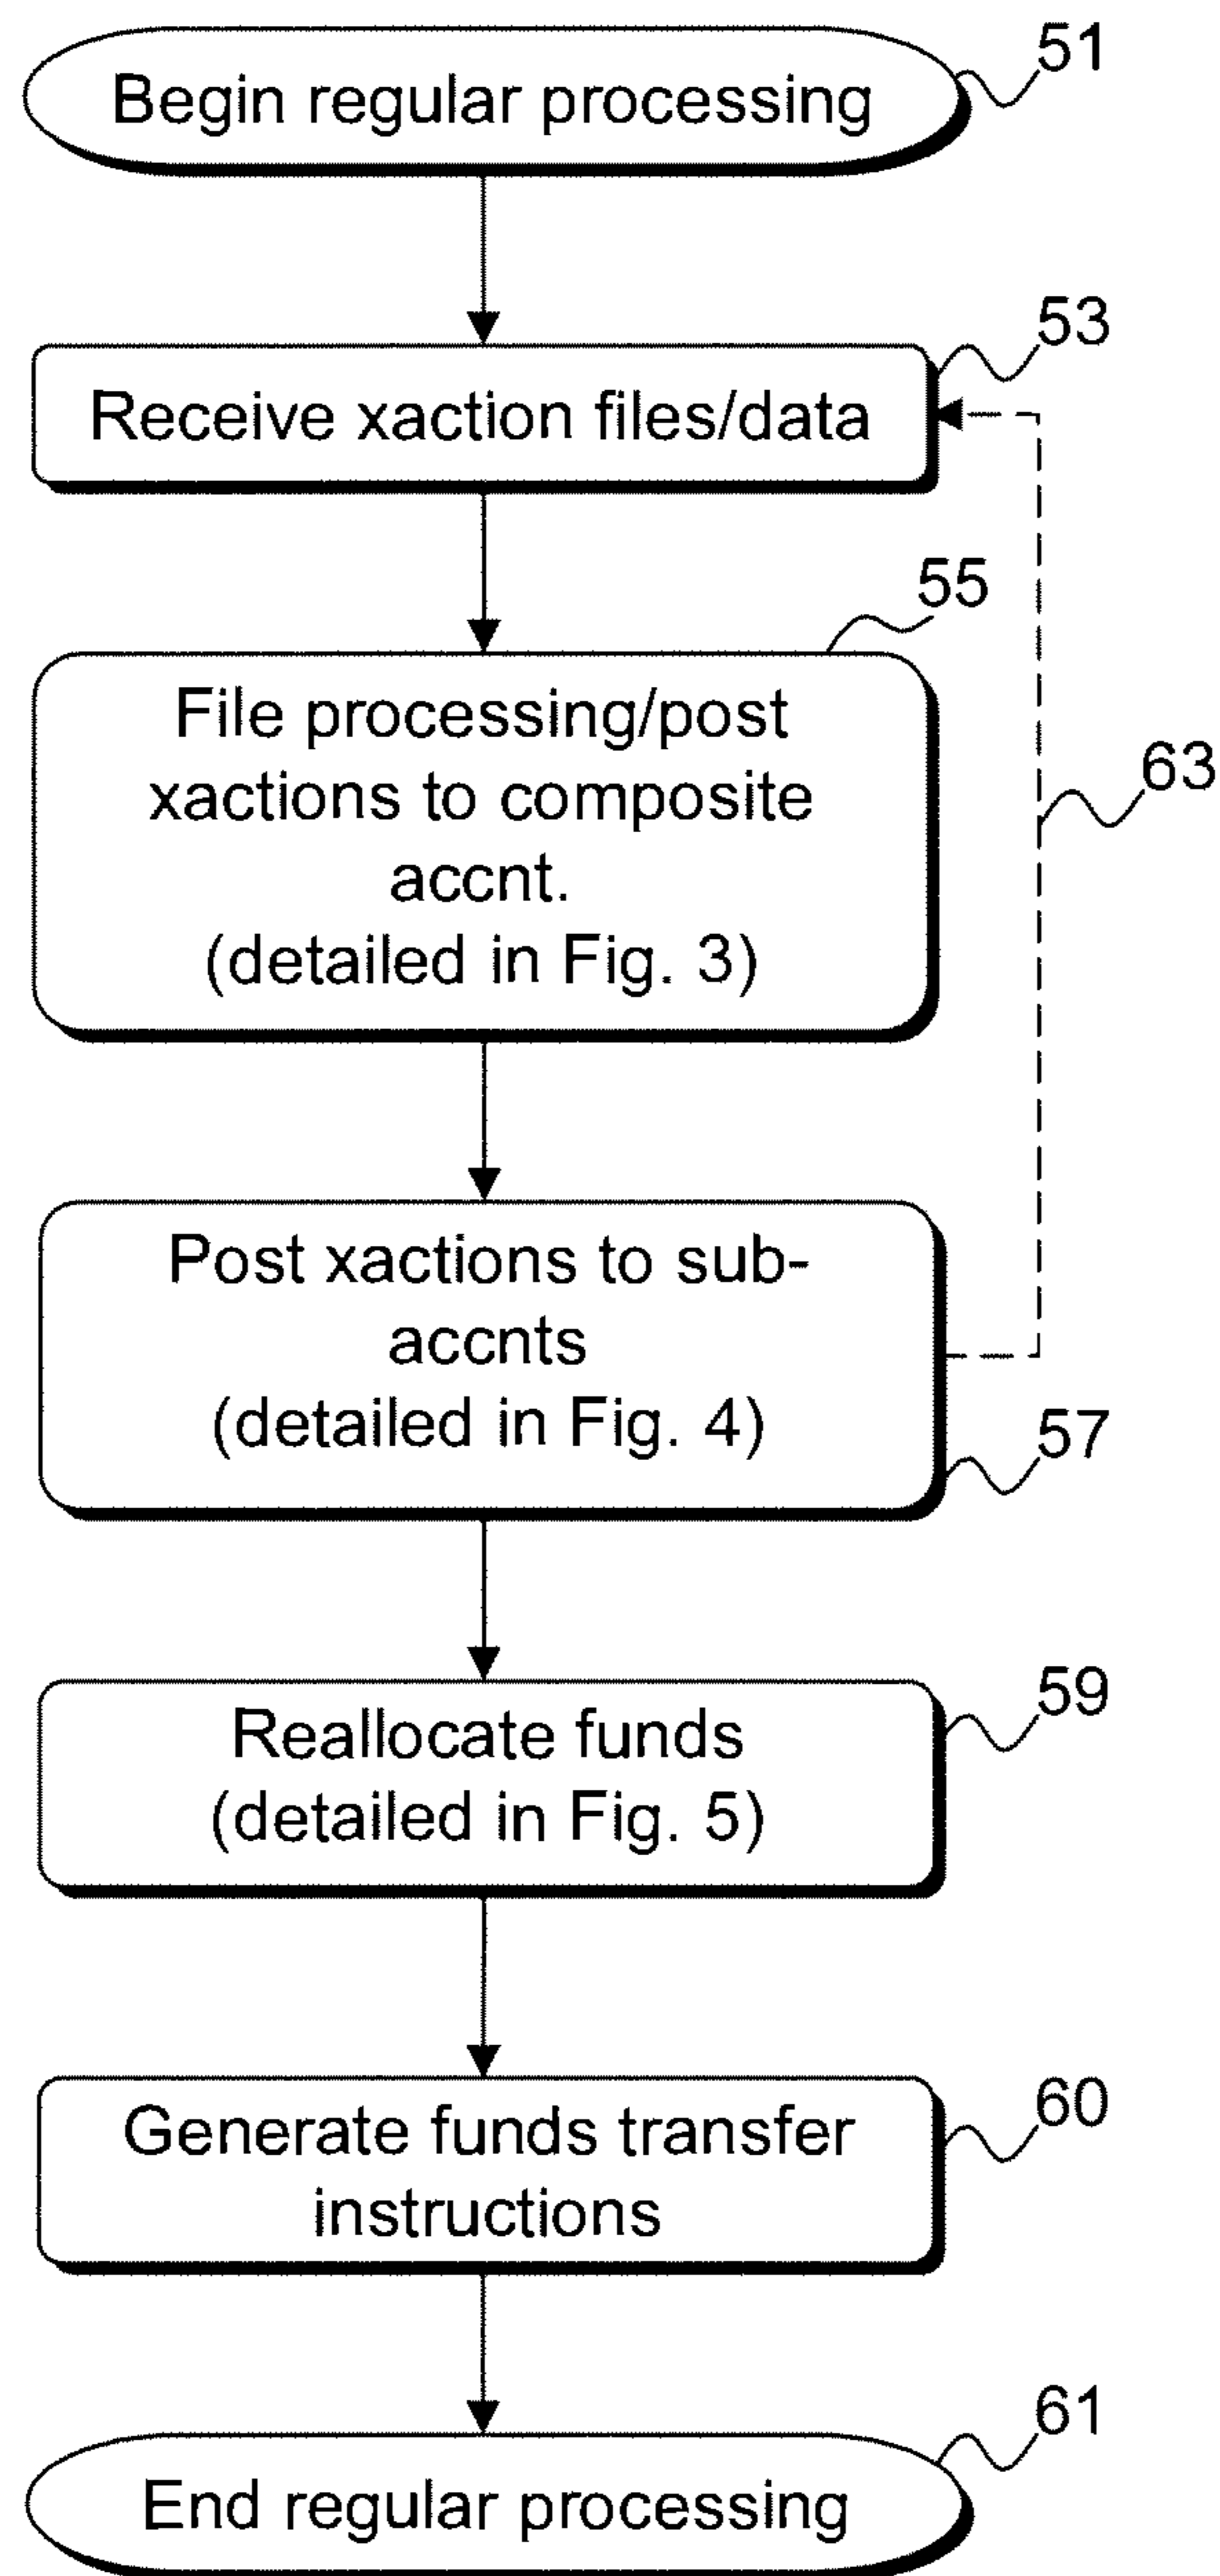 51
Begin regular processing
53
Receive xaction files/data
55
File processing/post
xactions to composite
accnt.
(detailed in Fig. 3)
63
Post xactions to sub-
accnts
(detailed in Fig. 4)
57
59
Reallocate funds
(detailed in Fig. 5)
60
Generate funds transfer
instructions
61
End regular processing